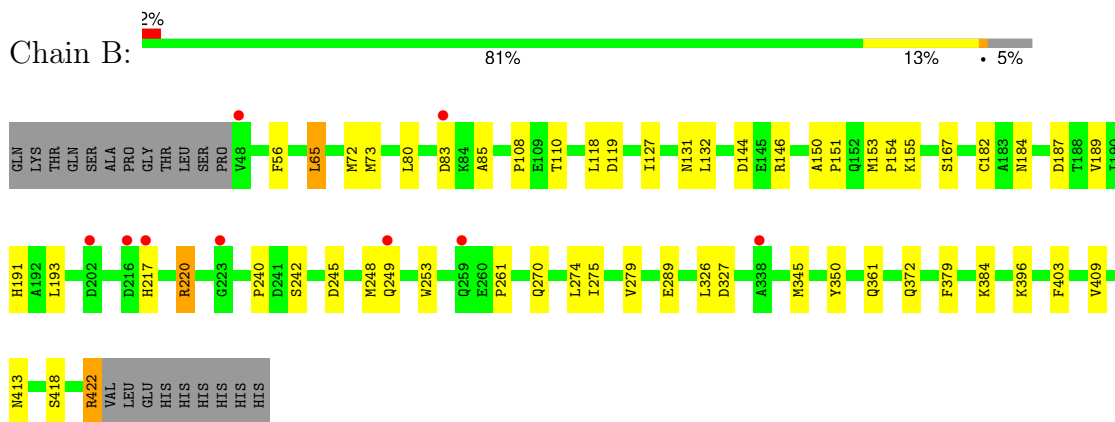 2%
Chain B:
81% 13% • 5%
GLN LYS THR GLN SER ALA PRO GLY THR LEU SER PRO V48 F56 L65 M72 M73 L80 D83 K84 A85 P108 E109 T110 L118 D119 I127 N131 L132 D144 E145 R146 A150 P151 Q152 M153 P154 K155 S167 C182 A183 N184 D187 T188 V189 I190
H191 A192 L193 D202 D216 H217 R220 G223 P240 D241 S242 D245 M248 Q249 W253 Q259 E260 P261 Q270 L274 I275 V279 E289 L326 D327 A338 M345 Y350 Q361 Q372 F379 K384 K396 F403 V409
N413 S418 R422 VAL LEU GLU HIS HIS HIS HIS HIS HIS